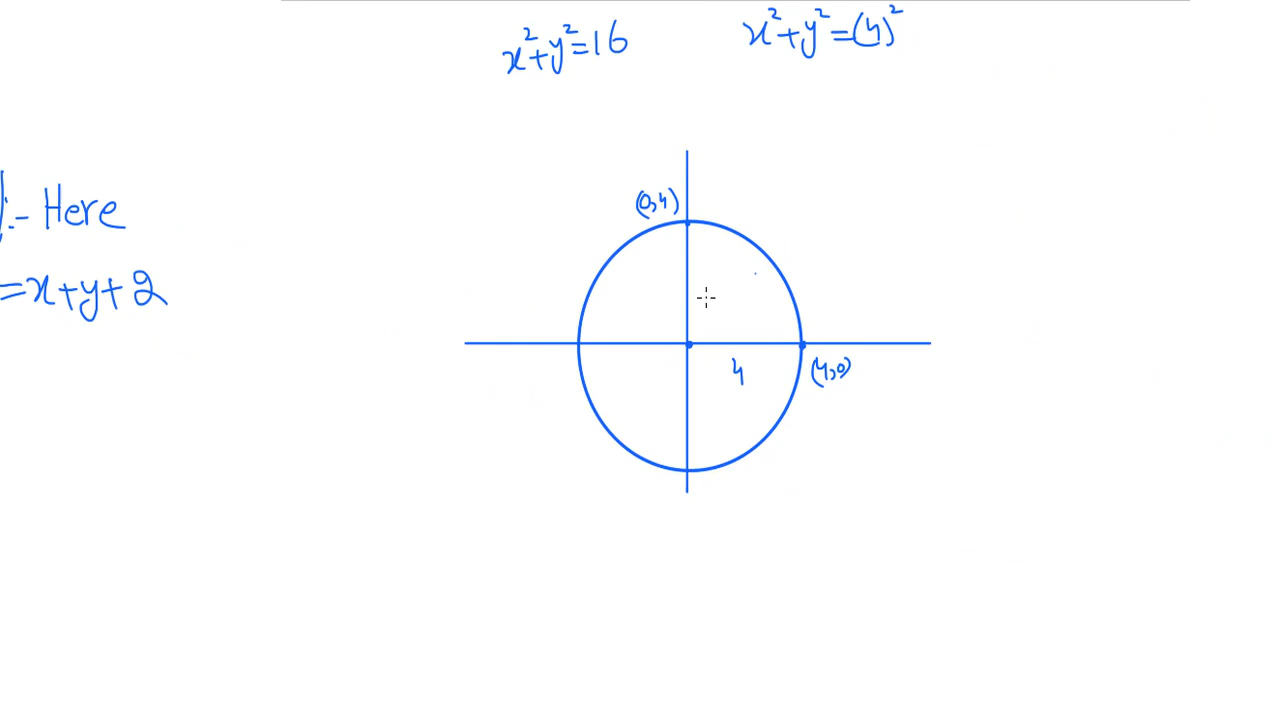 x²+y²=16
x²+y²=(4)²
(0,4)
:- Here
=x+y+2
4
(4,0)